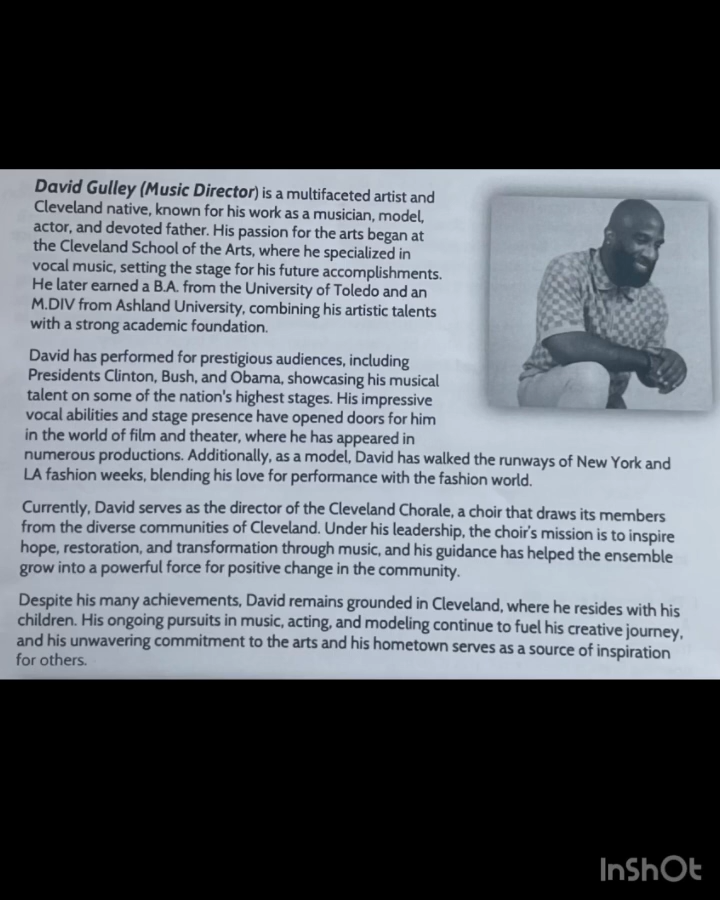 David Gulley (Music Director) is a multifaceted artist and
Cleveland native, known for his work as a musician, model,
actor, and devoted father. His passion for the arts began at
the Cleveland School of the Arts, where he specialized in
vocal music, setting the stage for his future accomplishments.
He later earned a B.A. from the University of Toledo and an
M.DIV from Ashland University, combining his artistic talents
with a strong academic foundation.
David has performed for prestigious audiences, including
Presidents Clinton, Bush, and Obama, showcasing his musical
talent on some of the nation's highest stages. His impressive
vocal abilities and stage presence have opened doors for him
in the world of film and theater, where he has appeared in
numerous productions. Additionally, as a model, David has walked the runways of New York and
LA fashion weeks, blending his love for performance with the fashion world.
Currently, David serves as the director of the Cleveland Chorale, a choir that draws its members
from the diverse communities of Cleveland. Under his leadership, the choir's mission is to inspire
hope, restoration, and transformation through music, and his guidance has helped the ensemble
grow into a powerful force for positive change in the community.
Despite his many achievements, David remains grounded in Cleveland, where he resides with his
children. His ongoing pursuits in music, acting, and modeling continue to fuel his creative journey,
and his unwavering commitment to the arts and his hometown serves as a source of inspiration
for others.
InShOt